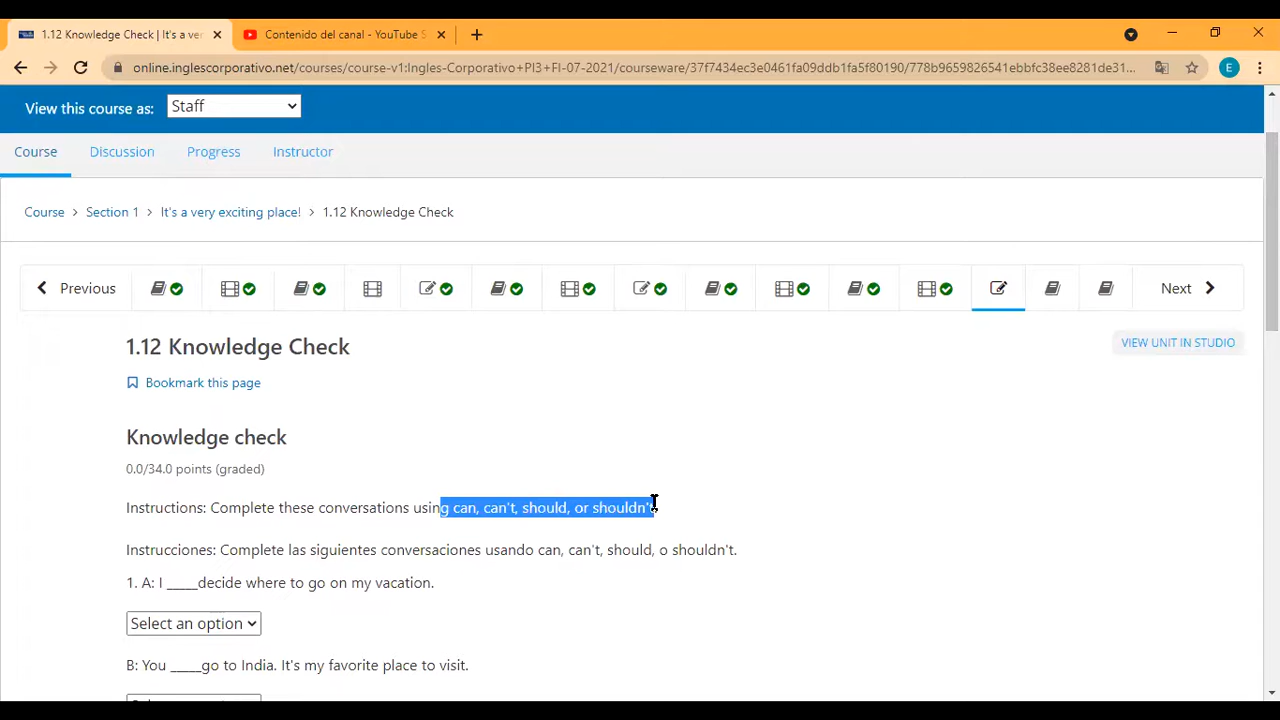 1.12 Knowledge Check | It's a ve
Contenido del canal - YouTube S
online.inglescorporativo.net/courses/course-v1:Ingles-Corporativo+PI3+FI-07-2021/courseware/37f7434ec3e0461fa09ddb1fa5f80190/778b9659826541ebbfc38ee8281de31...
E
View this course as: Staff
Course Discussion Progress Instructor
Course > Section 1 > It's a very exciting place! > 1.12 Knowledge Check
Previous Next
1.12 Knowledge Check
VIEW UNIT IN STUDIO
Bookmark this page
Knowledge check
0.0/34.0 points (graded)
Instructions: Complete these conversations using can, can't, should, or shouldn't.
Instrucciones: Complete las siguientes conversaciones usando can, can't, should, o shouldn't.
1. A: I _____decide where to go on my vacation.
Select an option
B: You _____go to India. It's my favorite place to visit.